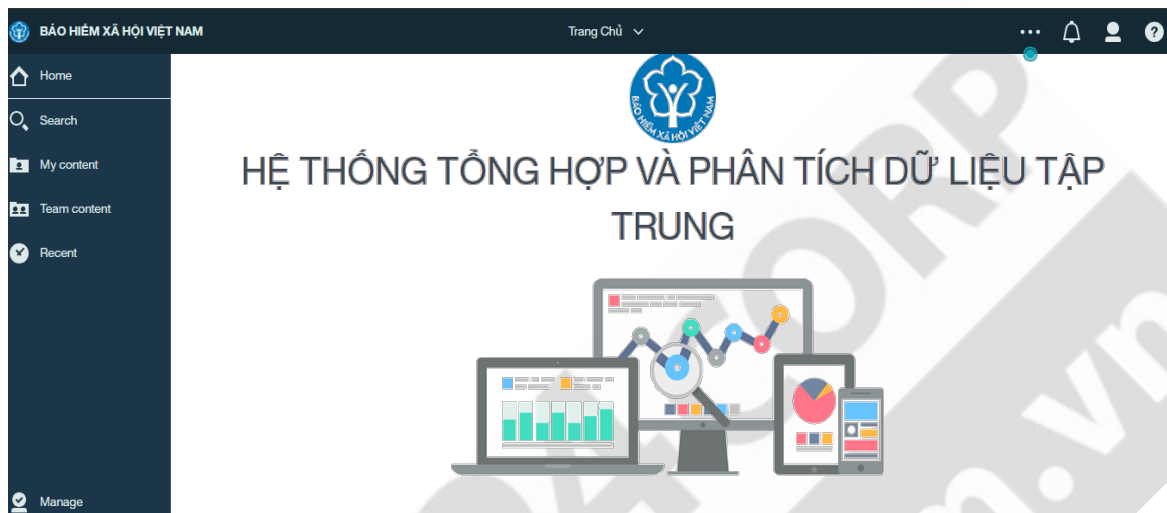 BẢO HIỂM XÃ HỘI VIỆT NAM
Trang Chủ
Home
Search
My content
Team content
Recent
Manage
BẢO HIỂM XÃ HỘI VIỆT NAM
HỆ THỐNG TỔNG HỢP VÀ PHÂN TÍCH DỮ LIỆU TẬP
TRUNG
CORP